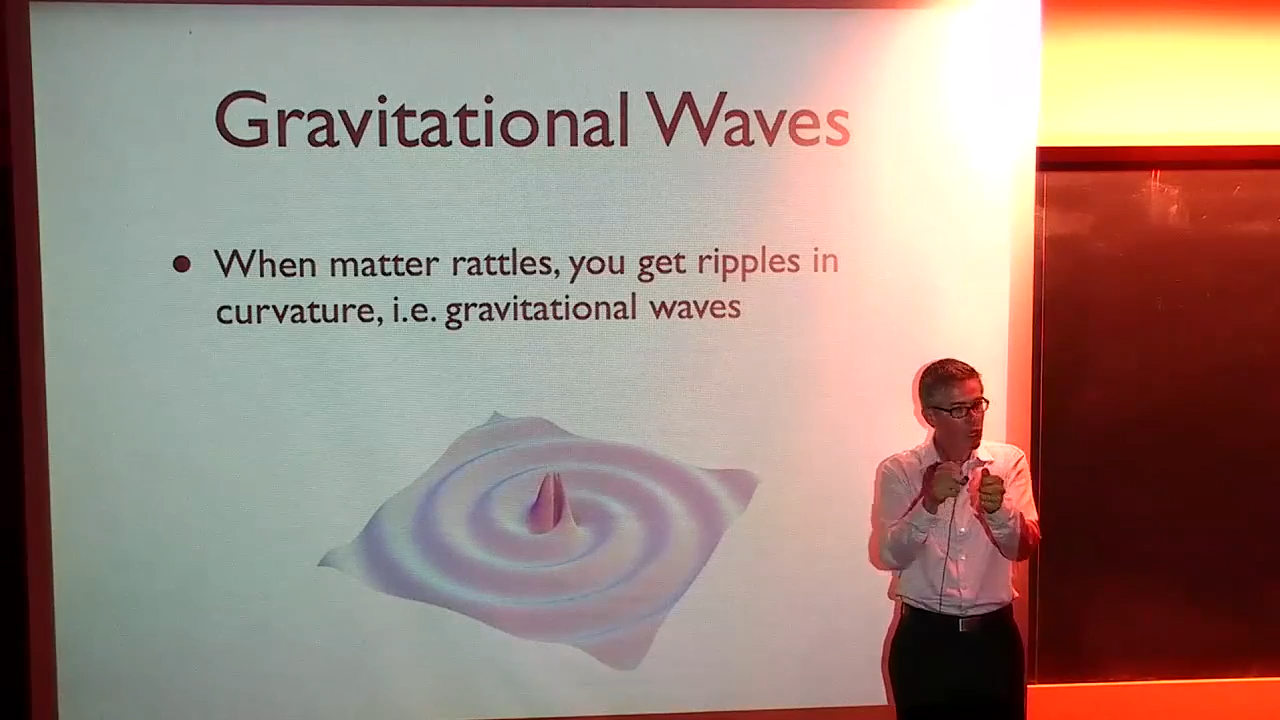 Gravitational Waves
• When matter rattles, you get ripples in
curvature, i.e. gravitational waves